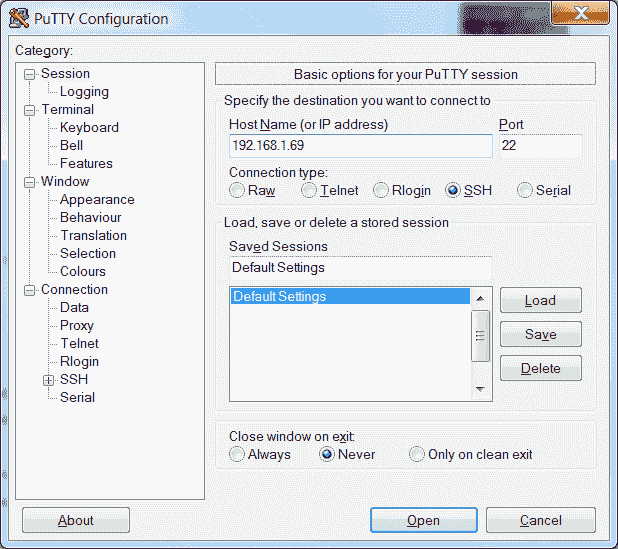 PuTTY Configuration
Category:
Session
Logging
Terminal
Keyboard
Bell
Features
Window
Appearance
Behaviour
Translation
Selection
Colours
Connection
Data
Proxy
Telnet
Rlogin
SSH
Serial
Basic options for your PuTTY session
Specify the destination you want to connect to
Host Name (or IP address) Port
192.168.1.69 22
Connection type:
Raw Telnet Rlogin SSH Serial
Load, save or delete a stored session
Saved Sessions
Default Settings
Default Settings
Load
Save
Delete
Close window on exit:
Always Never Only on clean exit
About Open Cancel